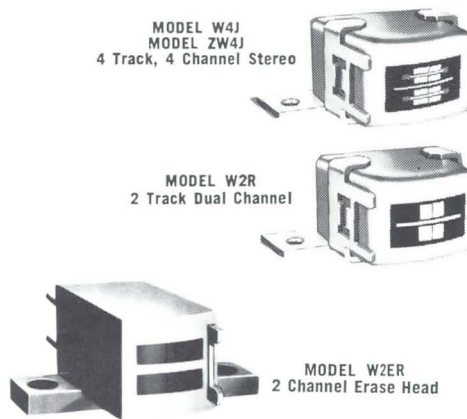 MODEL W4J
MODEL ZW4J
4 Track, 4 Channel Stereo
MODEL W2R
2 Track Dual Channel
MODEL W2ER
2 Channel Erase Head